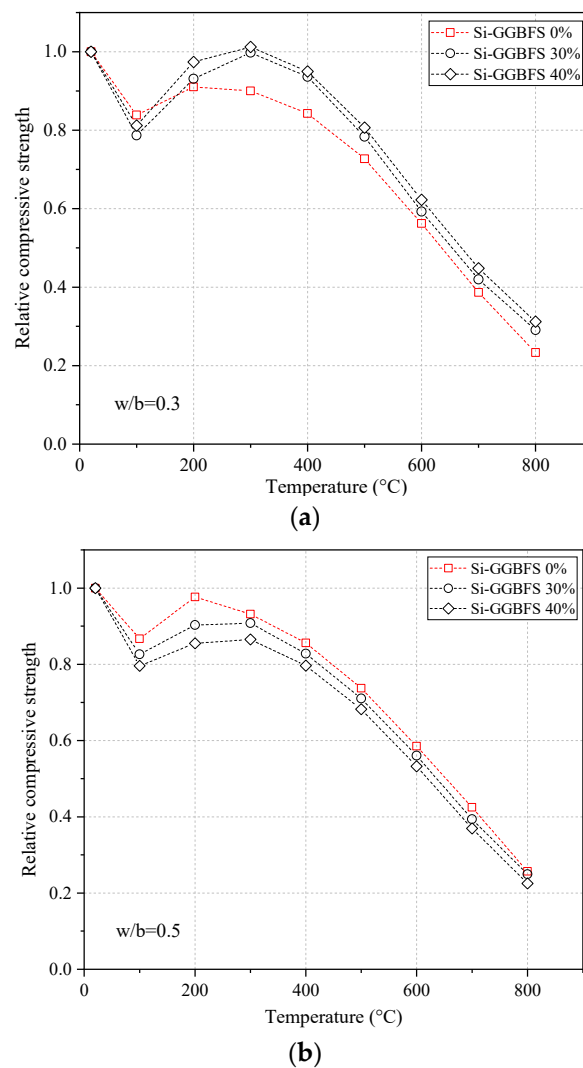 Si-GGBFS 0%
Si-GGBFS 30%
Si-GGBFS 40%
1.0
0.8
0.6
0.4
0.2
0.0
Relative compressive strength
w/b=0.3
0 200 400 600 800
Temperature (°C)
(a)
Si-GGBFS 0%
Si-GGBFS 30%
Si-GGBFS 40%
1.0
0.8
0.6
0.4
0.2
0.0
Relative compressive strength
w/b=0.5
0 200 400 600 800
Temperature (°C)
(b)